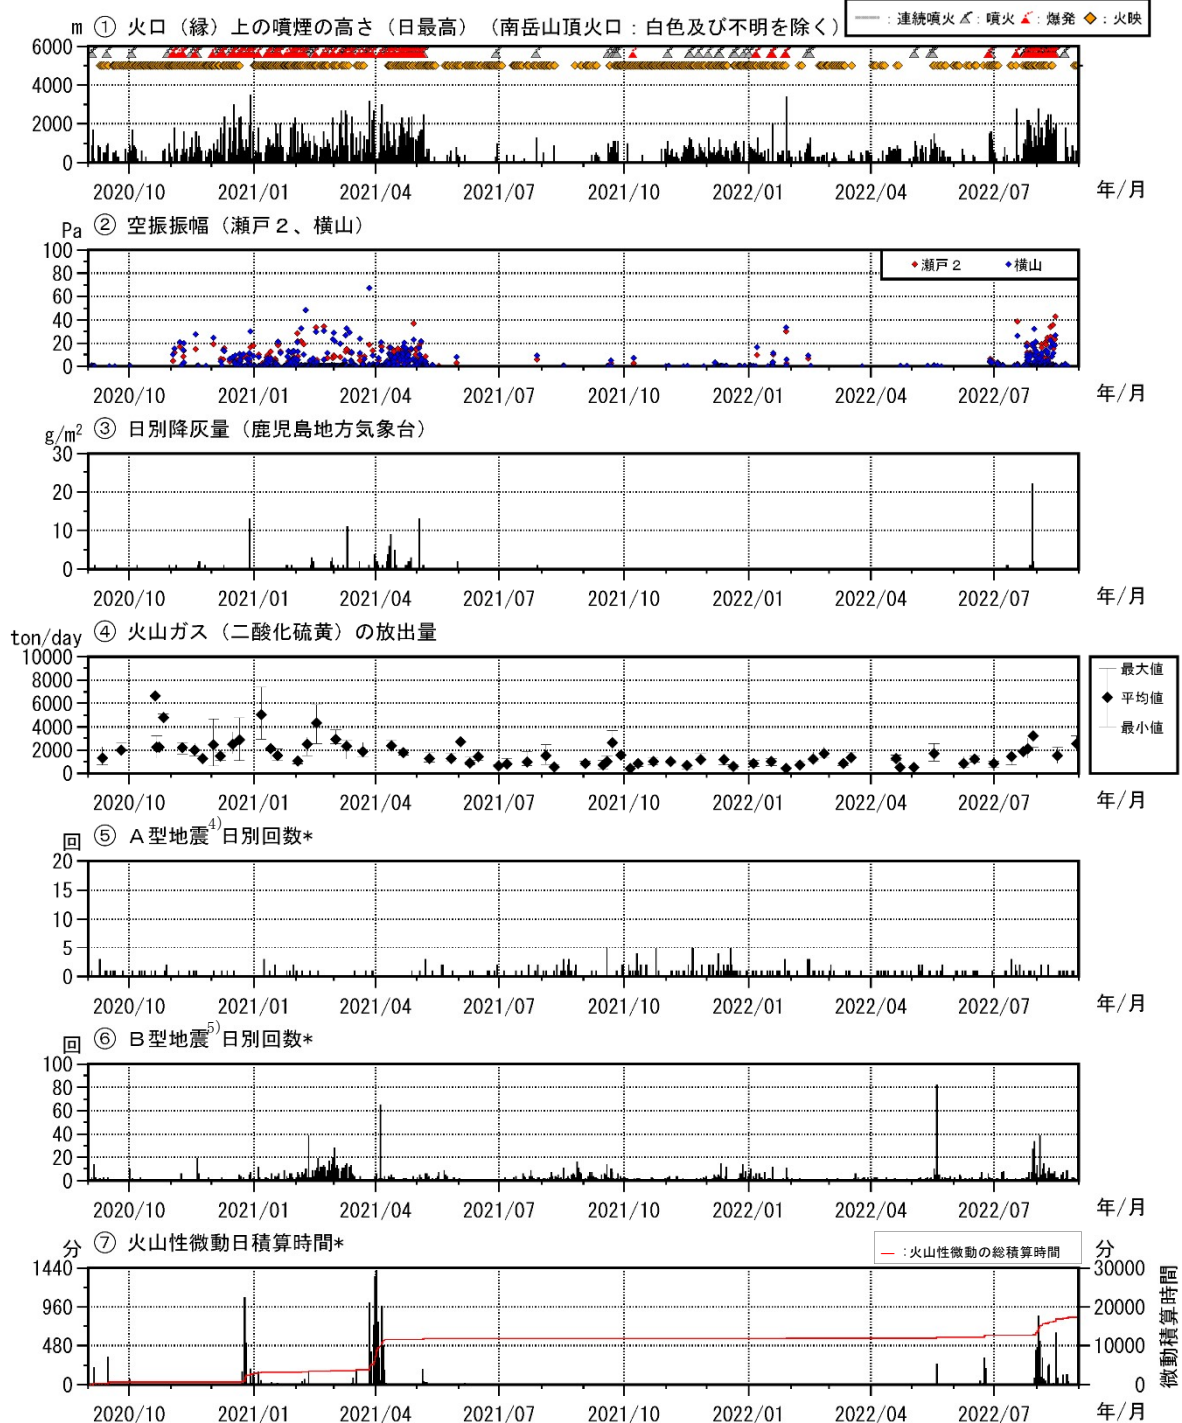 m ① 火口（縁）上の噴煙の高さ（日最高）（南岳山頂火口：白色及び不明を除く）
：連続噴火 ：噴火 ：爆発 ：火映
6000
4000
2000
0
2020/10 2021/01 2021/04 2021/07 2021/10 2022/01 2022/04 2022/07 年/月
Pa ② 空振振幅（瀬戸２、横山）
瀬戸２ 横山
100
80
60
40
20
0
2020/10 2021/01 2021/04 2021/07 2021/10 2022/01 2022/04 2022/07 年/月
g/m² ③ 日別降灰量（鹿児島地方気象台）
30
20
10
0
2020/10 2021/01 2021/04 2021/07 2021/10 2022/01 2022/04 2022/07 年/月
ton/day ④ 火山ガス（二酸化硫黄）の放出量
10000
8000
6000
4000
2000
0
最大値
平均値
最小値
2020/10 2021/01 2021/04 2021/07 2021/10 2022/01 2022/04 2022/07 年/月
回 ⑤ Ａ型地震4)日別回数*
20
15
10
5
0
2020/10 2021/01 2021/04 2021/07 2021/10 2022/01 2022/04 2022/07 年/月
回 ⑥ Ｂ型地震5)日別回数*
100
80
60
40
20
0
2020/10 2021/01 2021/04 2021/07 2021/10 2022/01 2022/04 2022/07 年/月
分 ⑦ 火山性微動日積算時間*
：火山性微動の総積算時間
分
1440
960
480
0
30000
20000
10000
0
微動積算時間
2020/10 2021/01 2021/04 2021/07 2021/10 2022/01 2022/04 2022/07 年/月